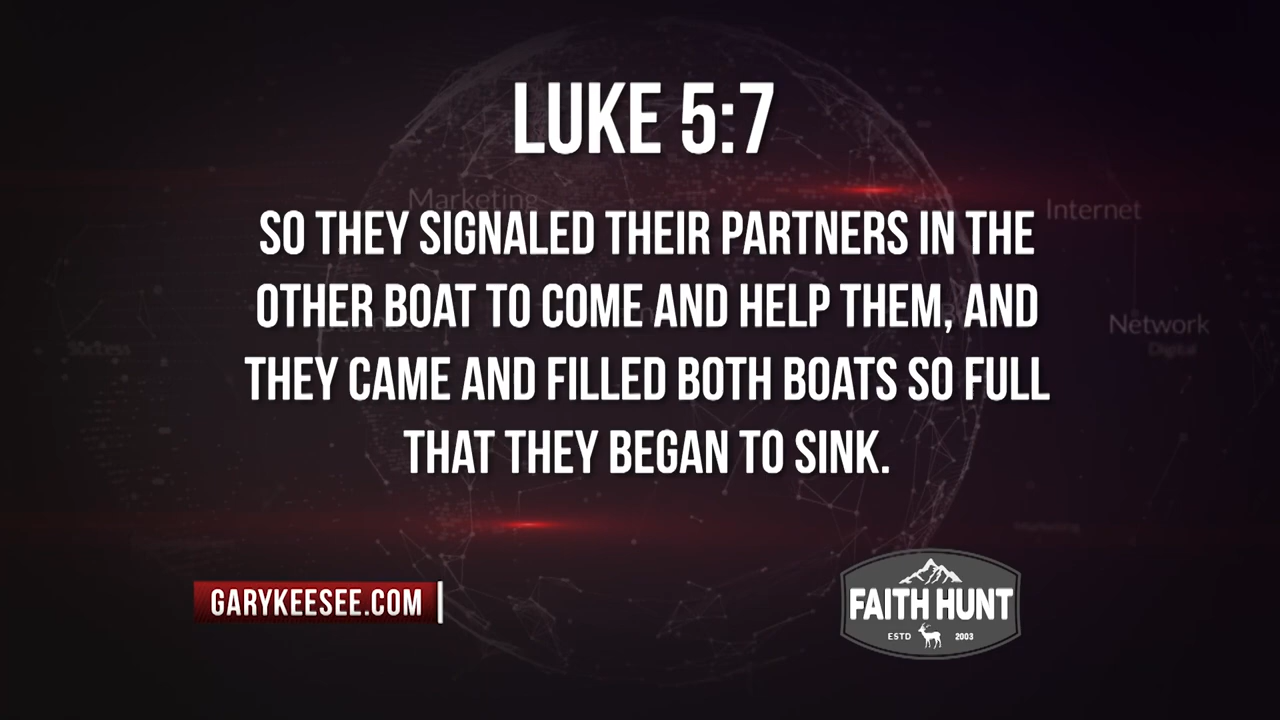 LUKE 5:7
Marketing
Internet
SO THEY SIGNALED THEIR PARTNERS IN THE
OTHER BOAT TO COME AND HELP THEM, AND
Network
Digital
THEY CAME AND FILLED BOTH BOATS SO FULL
THAT THEY BEGAN TO SINK.
GARYKEESEE.COM
FAITH HUNT
ESTD 2003